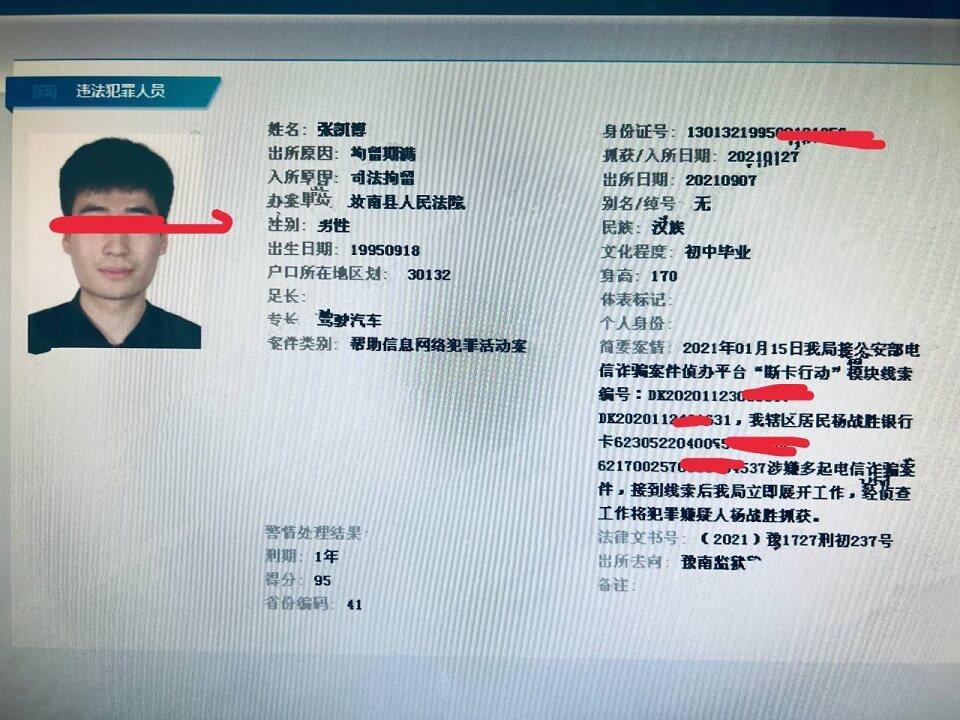 违法犯罪人员
姓名: 张凯博
出所原因: 拘留期满
入所原因: 司法拘留
办案单位 汝南县人民法院
性别: 男性
出生日期: 19950918
户口所在地区划: 30132
足长:
专长 驾驶汽车
案件类别: 帮助信息网络犯罪活动案
警情处理结果
刑期: 1年
得分: 95
省份编码: 41
身份证号: 130132199509
抓获/入所日期: 20210127
出所日期: 20210907
别名/绰号 无
民族: 汉族
文化程度: 初中毕业
身高: 170
体表标记:
个人身份:
简要案情: 2021年01月15日我局接公安部电
信诈骗案件侦办平台“断卡行动”模块线索
编号：DK20201123
DK2020112 531，我辖区居民杨战胜银行
卡623052204005
6217002570 4537涉嫌多起电信诈骗案
件，接到线索后我局立即展开工作，经侦查
工作将犯罪嫌疑人杨战胜抓获。
法律文书号: （2021）豫1727刑初237号
出所去向: 豫南监狱
备注: